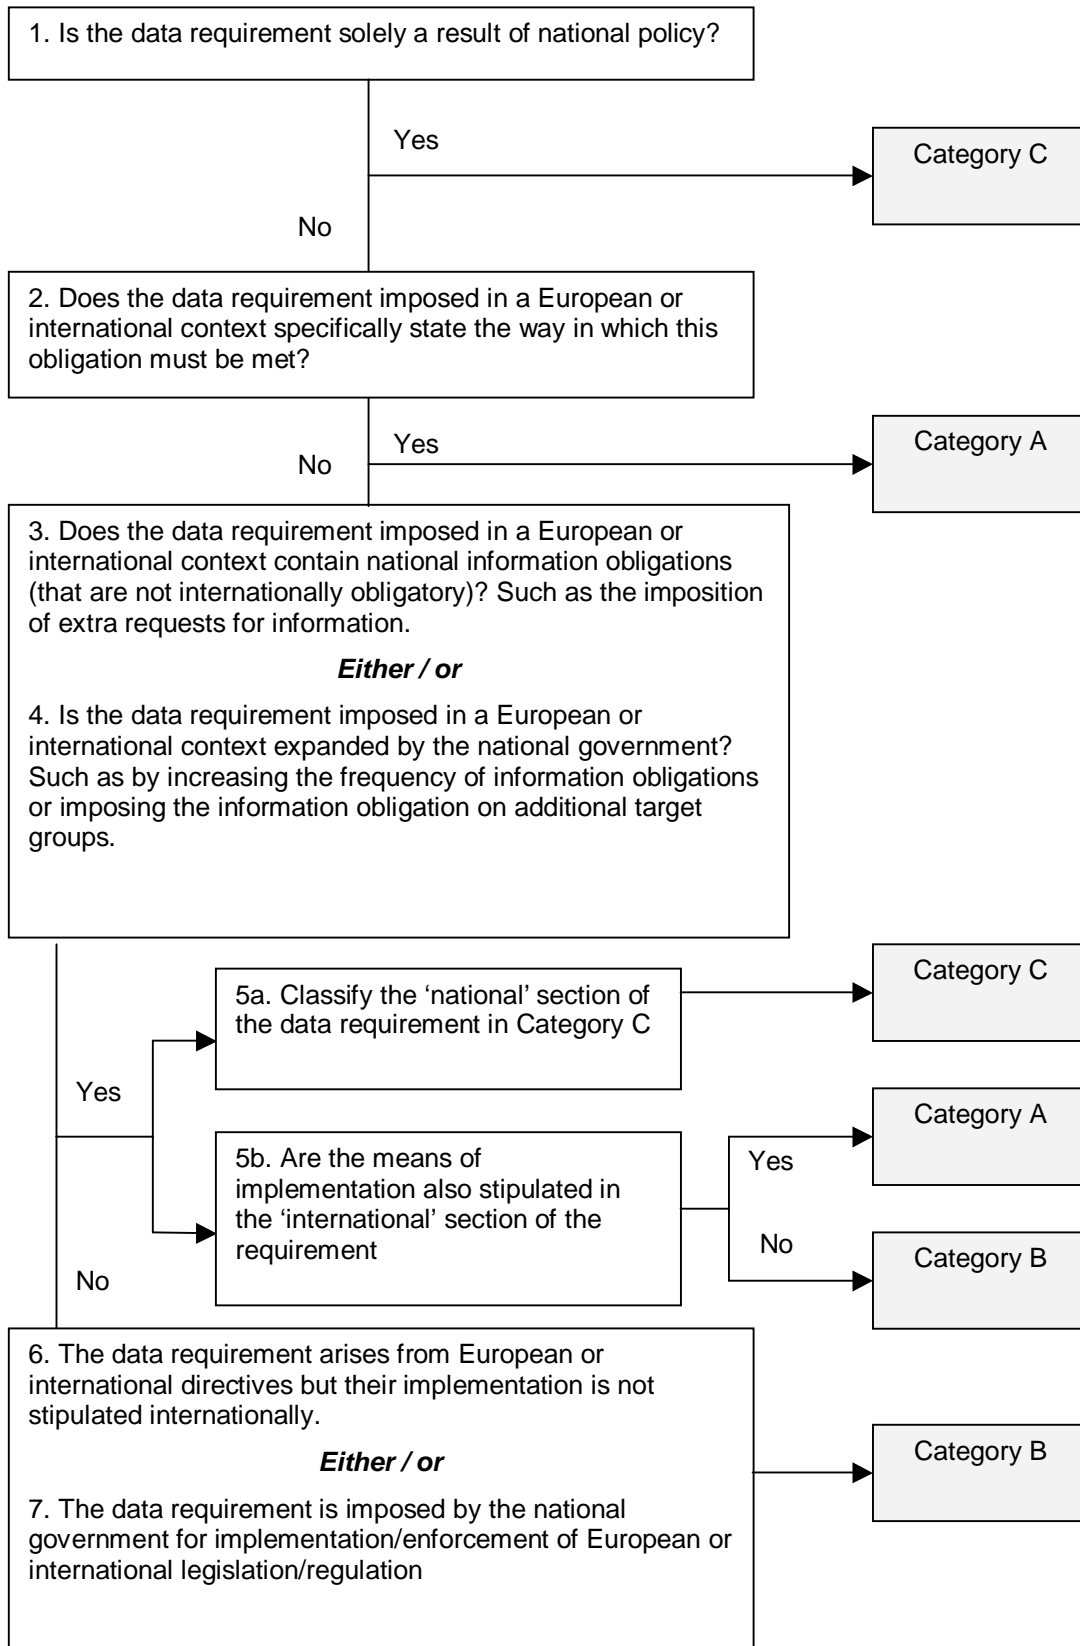 1. Is the data requirement solely a result of national policy?
Yes
Category C
No
2. Does the data requirement imposed in a European or
international context specifically state the way in which this
obligation must be met?
Yes
Category A
No
3. Does the data requirement imposed in a European or
international context contain national information obligations
(that are not internationally obligatory)? Such as the imposition
of extra requests for information.
Either / or
4. Is the data requirement imposed in a European or
international context expanded by the national government?
Such as by increasing the frequency of information obligations
or imposing the information obligation on additional target
groups.
5a. Classify the ‘national’ section of
the data requirement in Category C
Category C
Yes
5b. Are the means of
implementation also stipulated in
the ‘international’ section of the
requirement
Yes
Category A
No
Category B
No
6. The data requirement arises from European or
international directives but their implementation is not
stipulated internationally.
Either / or
7. The data requirement is imposed by the national
government for implementation/enforcement of European or
international legislation/regulation
Category B